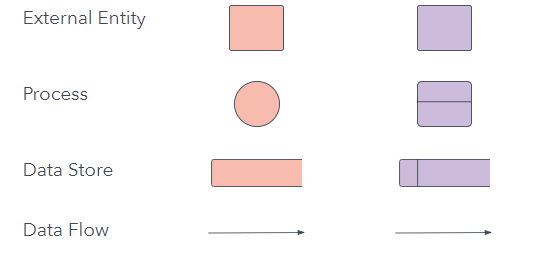 External Entity
Process
Data Store
Data Flow